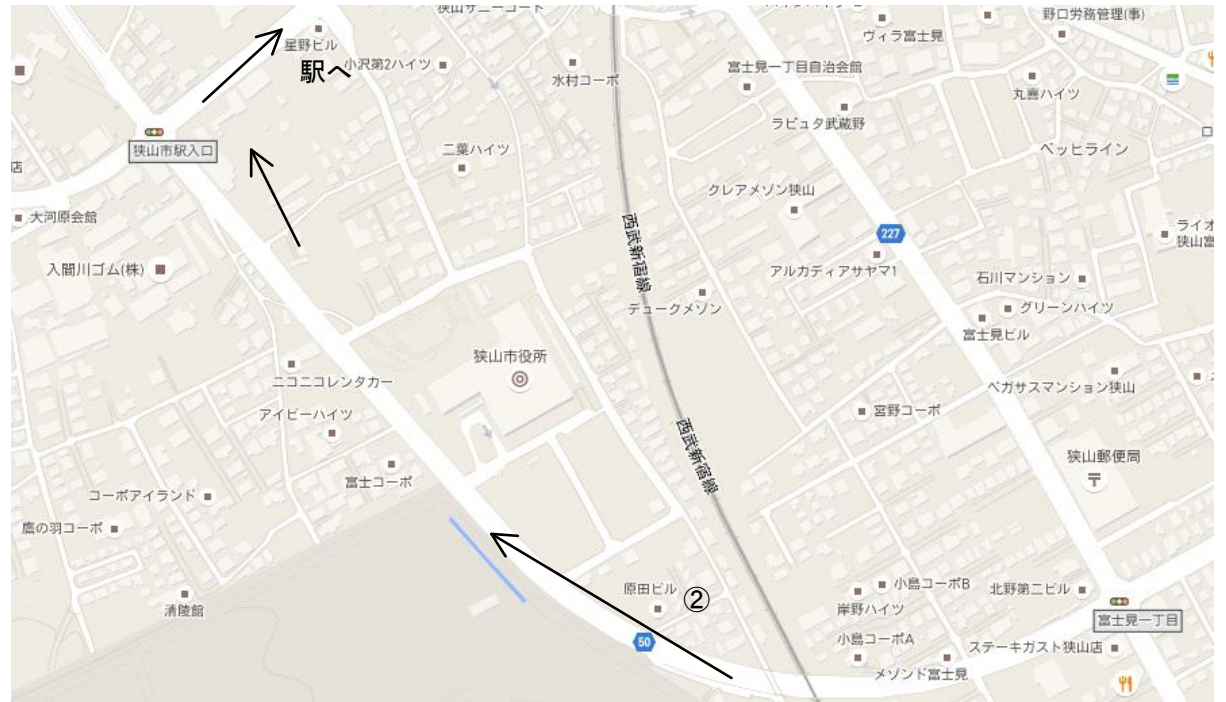 狭山サニーコート
野口労務管理(事)
星野ビル
ヴィラ富士見
駅へ
小沢第2ハイツ
水村コーポ
富士見一丁目自治会館
丸喜ハイツ
ラピュタ武蔵野
狭山市駅入口
二葉ハイツ
ベッヒライン
店
クレアメゾン狭山
大河原会館
西武新宿線
227
ライオ
狭山富
入間川ゴム(株)
アルカディアサヤマ1
石川マンション
デュークメゾン
グリーンハイツ
富士見ビル
狭山市役所
ニコニコレンタカー
ペガサスマンション狭山
アイビーハイツ
宮野コーポ
西武新宿線
富士コーポ
狭山郵便局
コーポアイランド
鷹の羽コーポ
原田ビル
②
小島コーポB
北野第二ビル
清陵館
岸野ハイツ
富士見一丁目
50
小島コーポA
ステーキガスト狭山店
メゾンド富士見